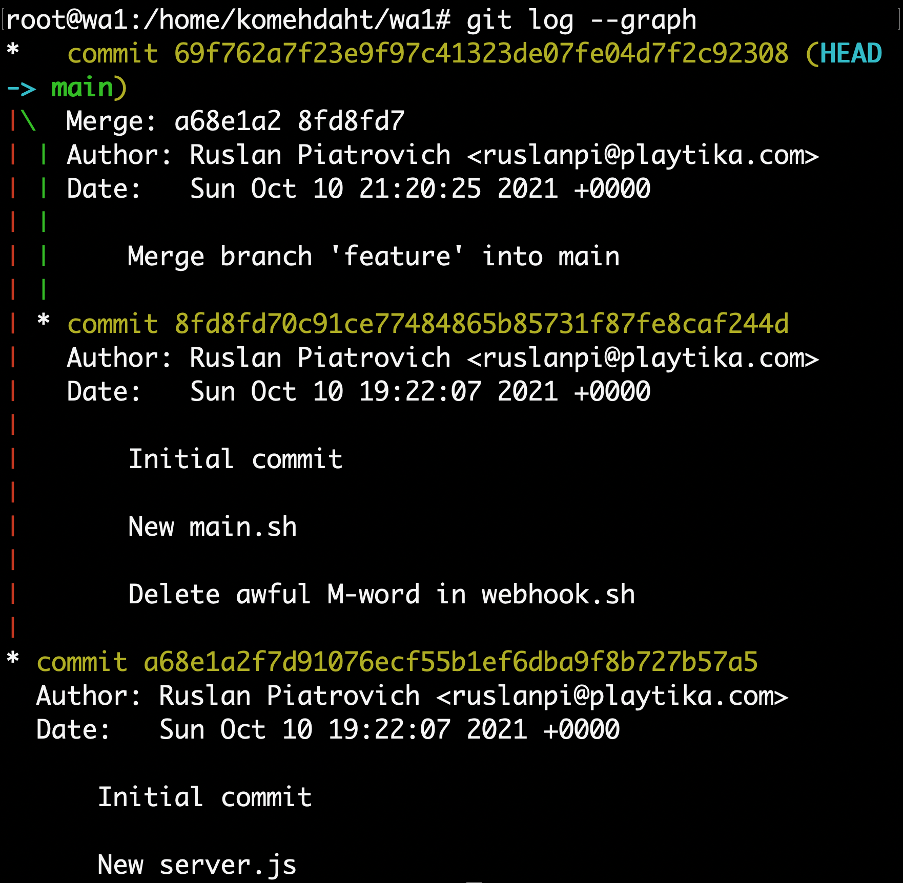 root@wa1:/home/komehdaht/wa1# git log --graph
*   commit 69f762a7f23e9f97c41323de07fe04d7f2c92308 (HEAD
-> main)
|\  Merge: a68e1a2 8fd8fd7
| | Author: Ruslan Piatrovich <ruslanpi@playtika.com>
| | Date:   Sun Oct 10 21:20:25 2021 +0000
| |
| |     Merge branch 'feature' into main
| |
| * commit 8fd8fd70c91ce77484865b85731f87fe8caf244d
|   Author: Ruslan Piatrovich <ruslanpi@playtika.com>
|   Date:   Sun Oct 10 19:22:07 2021 +0000
|
|       Initial commit
|
|       New main.sh
|
|       Delete awful M-word in webhook.sh
|
* commit a68e1a2f7d91076ecf55b1ef6dba9f8b727b57a5
  Author: Ruslan Piatrovich <ruslanpi@playtika.com>
  Date:   Sun Oct 10 19:22:07 2021 +0000

      Initial commit

      New server.js